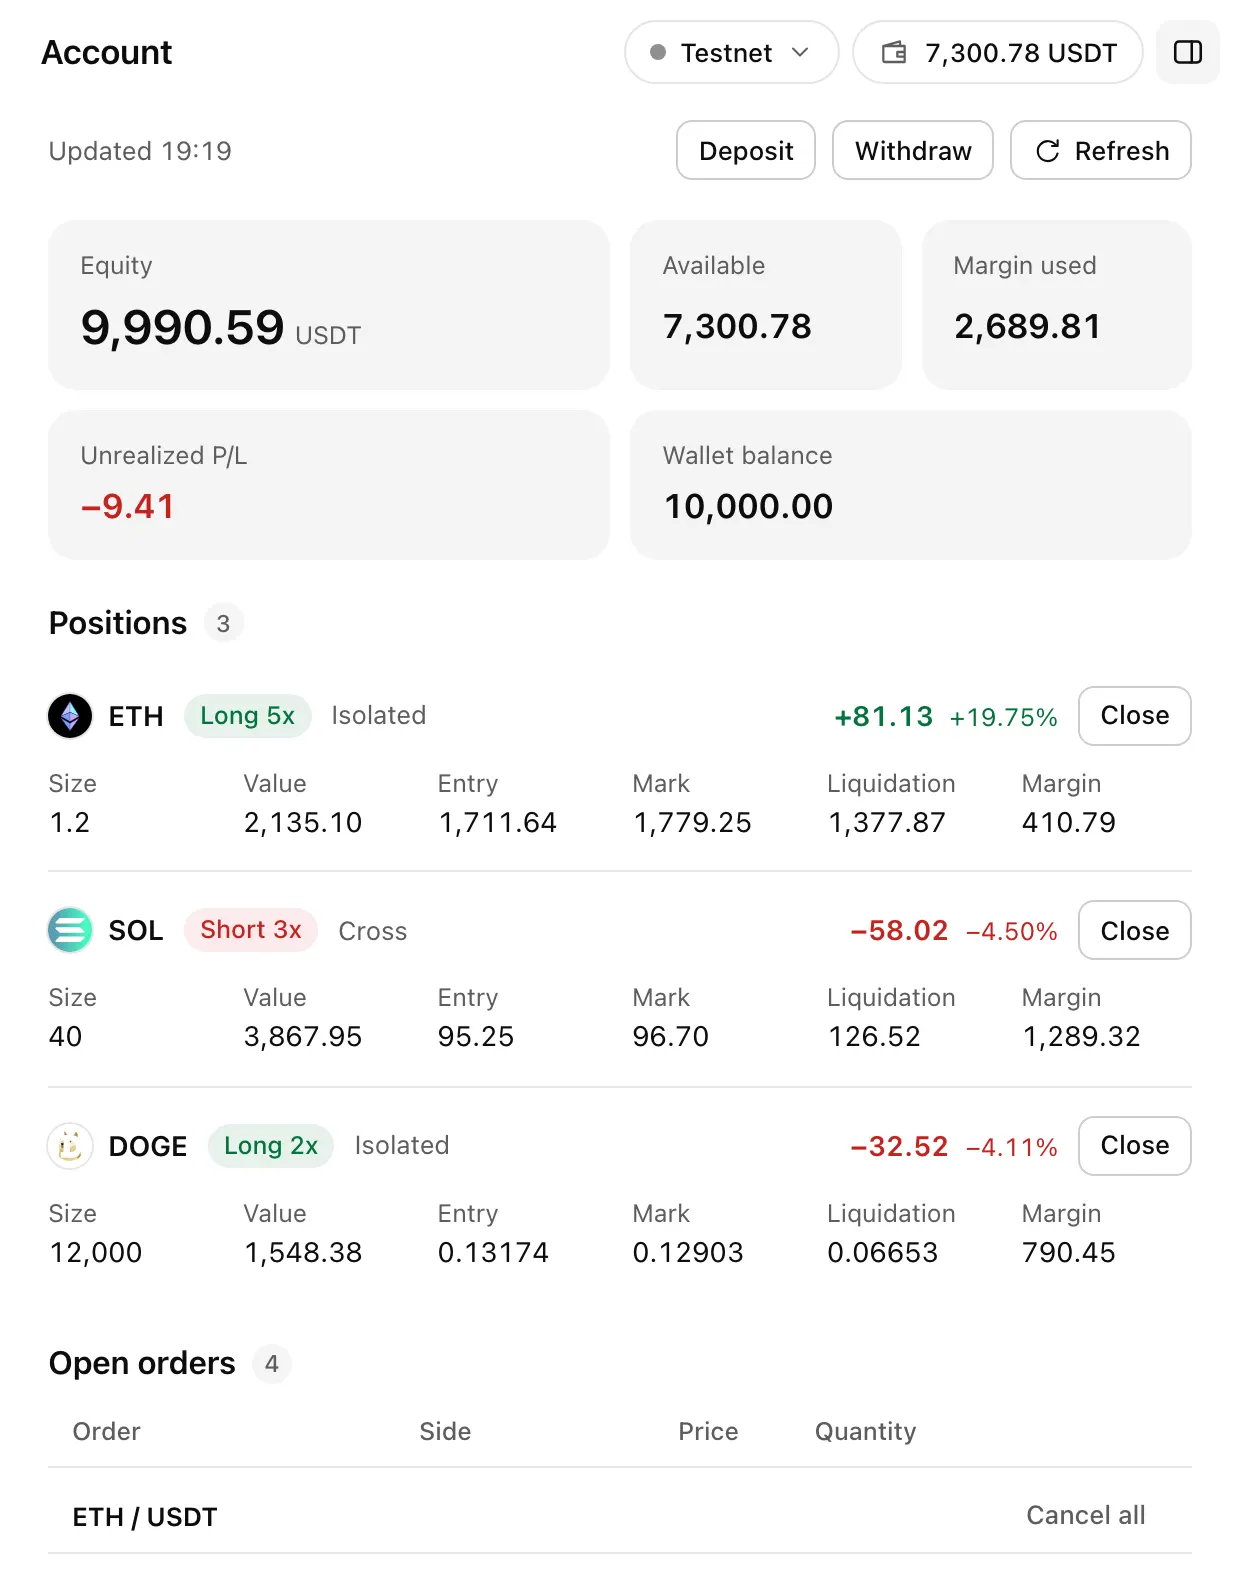 Account
Testnet
7,300.78 USDT
Updated 19:19
Deposit
Withdraw
Refresh
Equity
9,990.59 USDT
Available
7,300.78
Margin used
2,689.81
Unrealized P/L
−9.41
Wallet balance
10,000.00
Positions 3
ETH Long 5x Isolated +81.13 +19.75% Close
Size Value Entry Mark Liquidation Margin
1.2 2,135.10 1,711.64 1,779.25 1,377.87 410.79
SOL Short 3x Cross −58.02 −4.50% Close
Size Value Entry Mark Liquidation Margin
40 3,867.95 95.25 96.70 126.52 1,289.32
DOGE Long 2x Isolated −32.52 −4.11% Close
Size Value Entry Mark Liquidation Margin
12,000 1,548.38 0.13174 0.12903 0.06653 790.45
Open orders 4
Order Side Price Quantity
ETH / USDT Cancel all